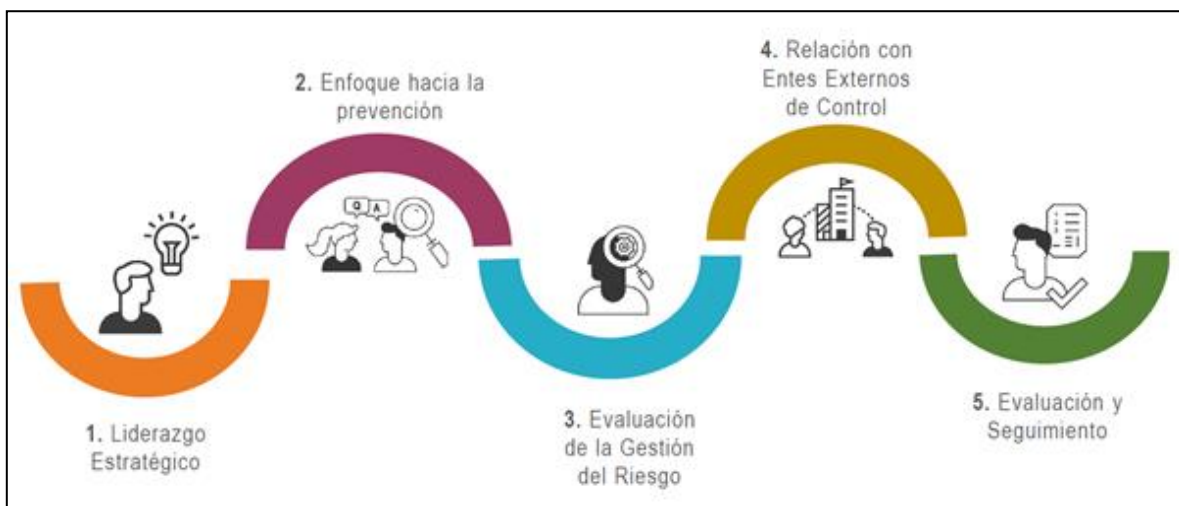 1. Liderazgo
Estratégico
2. Enfoque hacia la
prevención
Q A
3. Evaluación
de la Gestión
del Riesgo
4. Relación con
Entes Externos
de Control
5. Evaluación y
Seguimiento